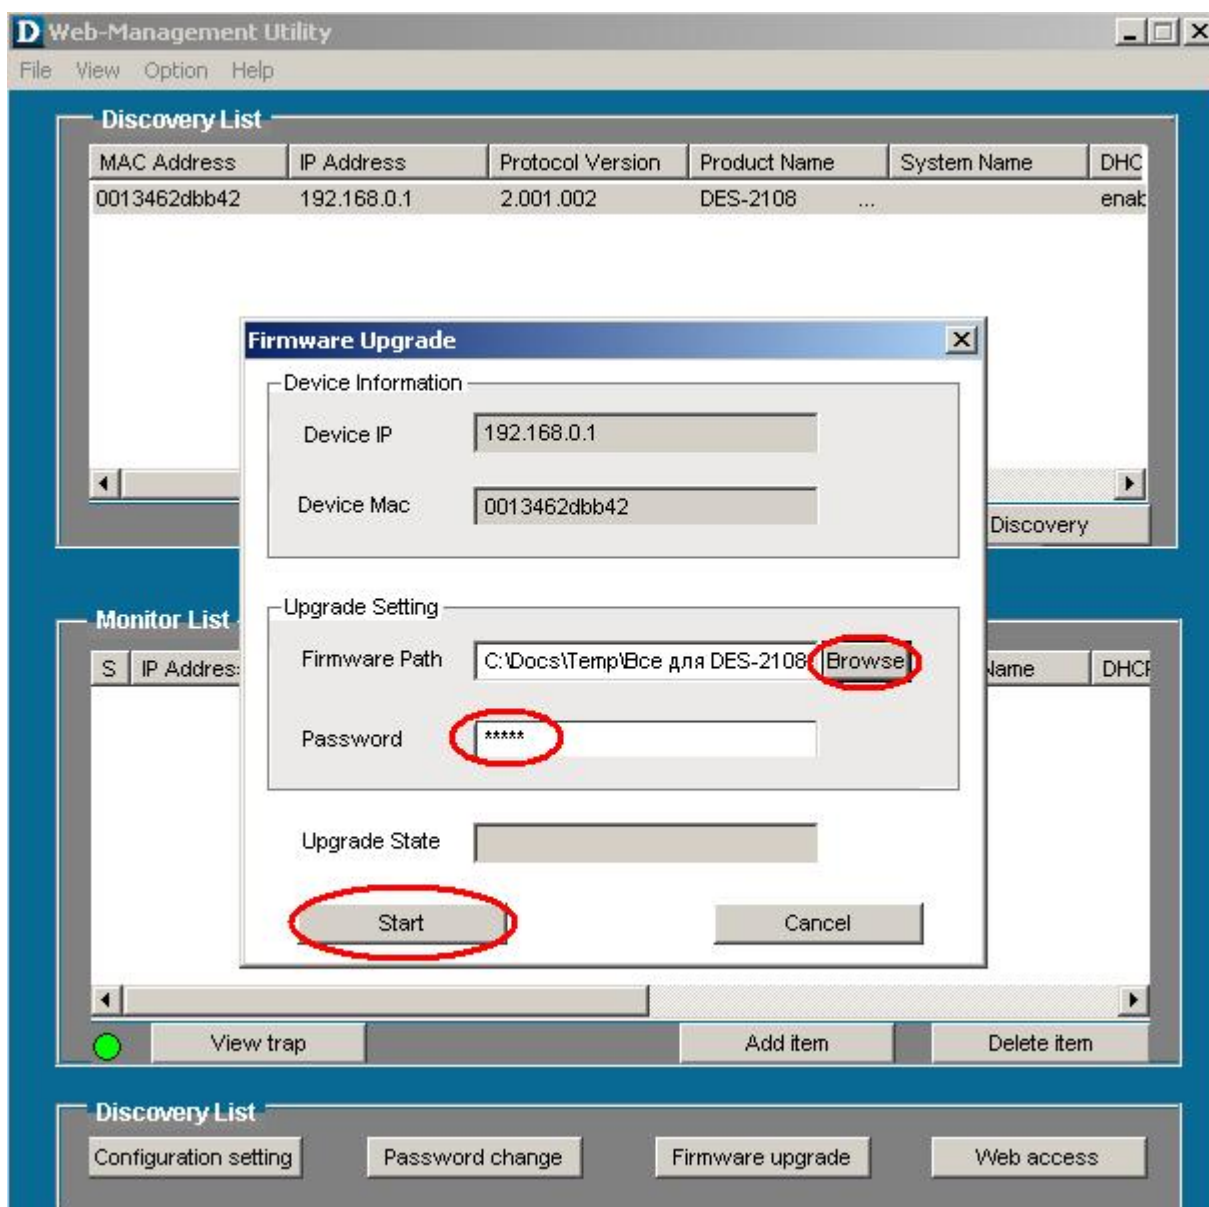 D Web-Management Utility
File View Option Help
Discovery List
MAC Address IP Address Protocol Version Product Name System Name DHC
0013462dbb42 192.168.0.1 2.001.002 DES-2108 ... enab
Firmware Upgrade
Device Information
Device IP 192.168.0.1
Device Mac 0013462dbb42
Discovery
Upgrade Setting
Monitor List
Firmware Path C:\Docs\Temp\Все для DES-2108 Browse
S IP Addres Name DHCP
Password *****
Upgrade State
Start Cancel
View trap Add item Delete item
Discovery List
Configuration setting Password change Firmware upgrade Web access